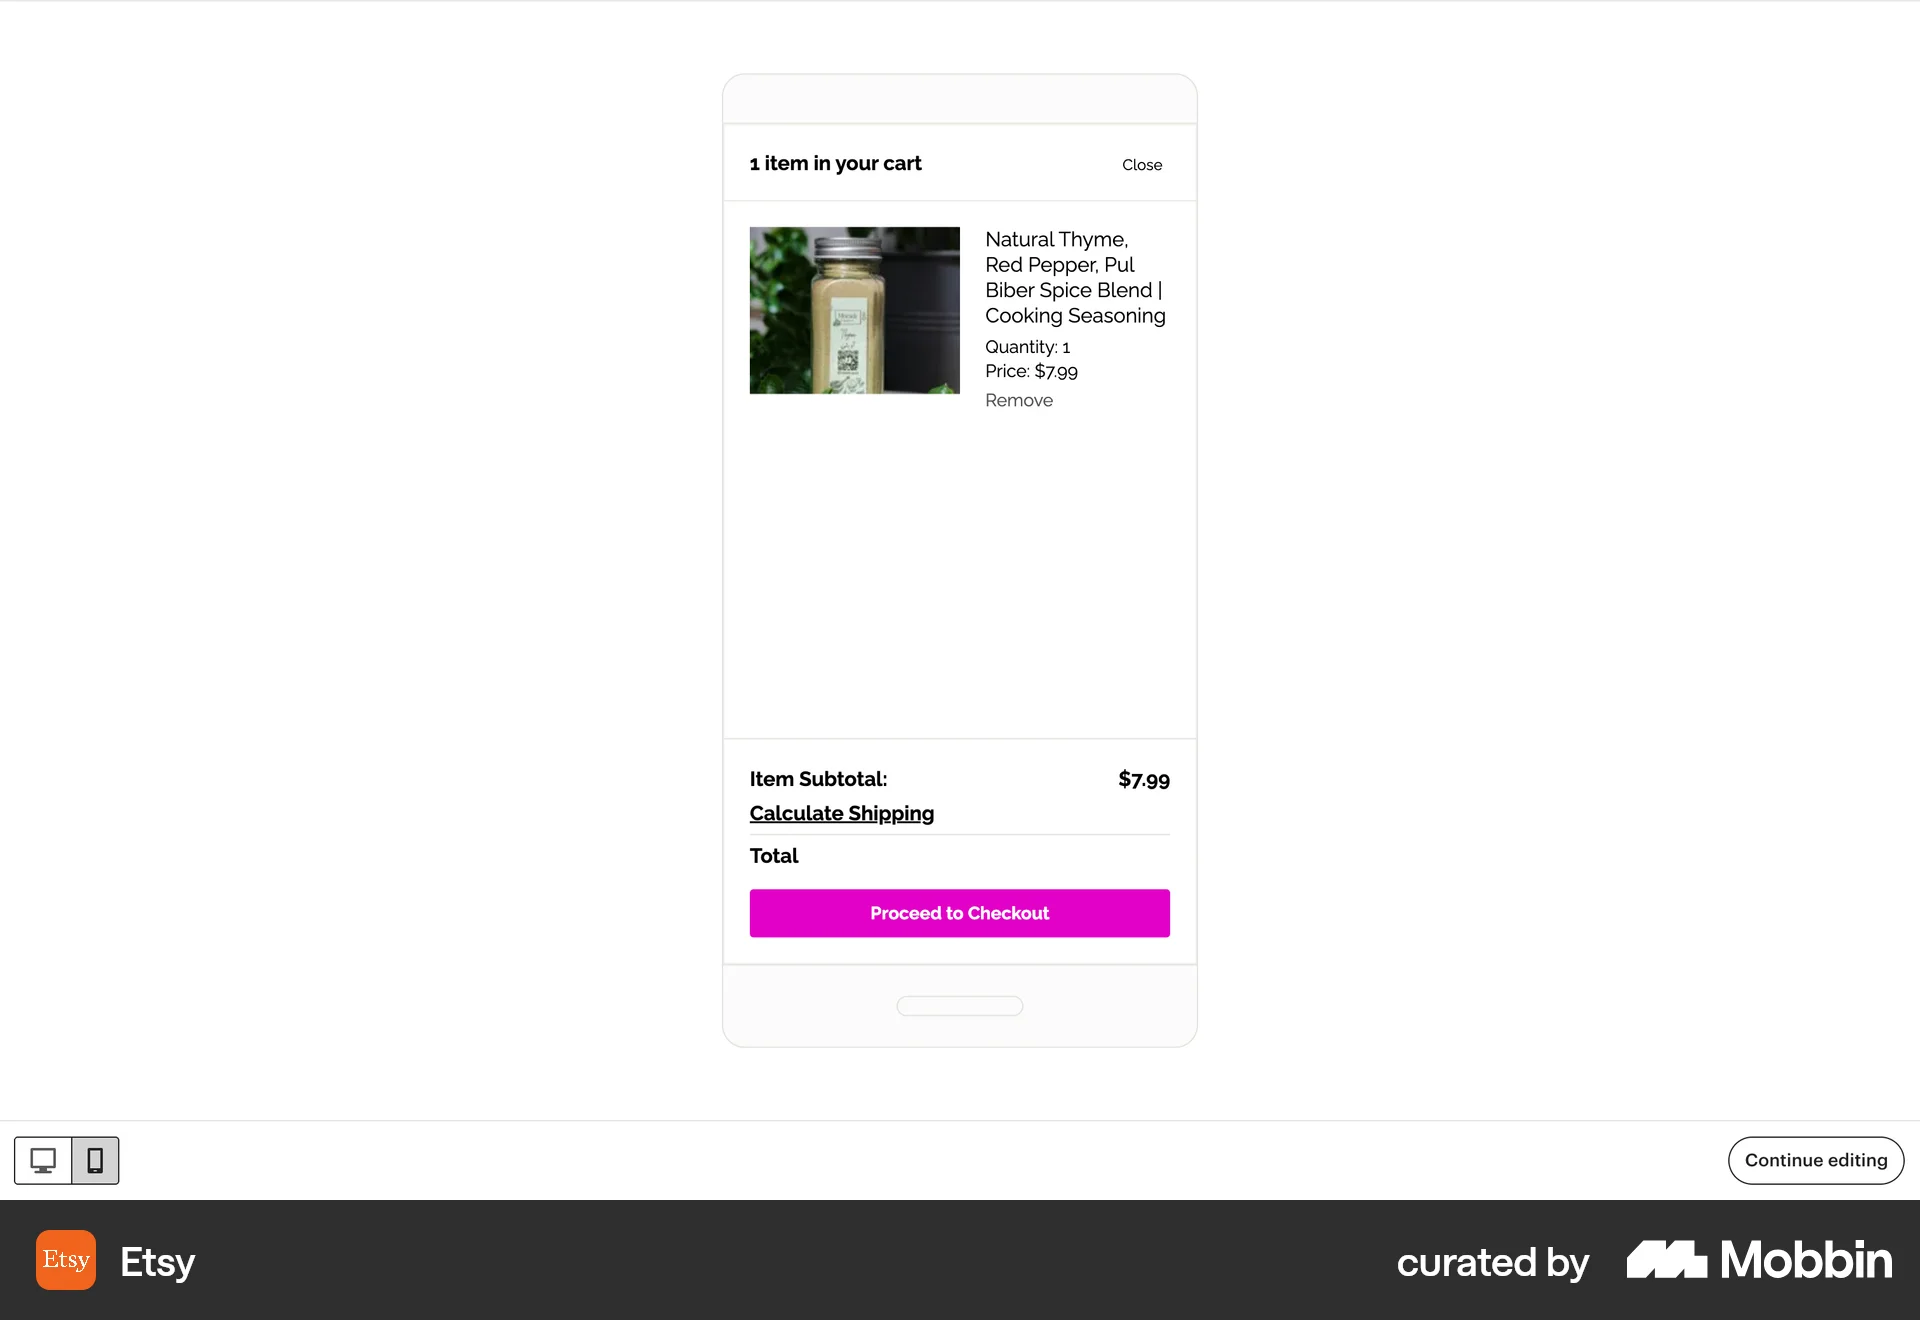 1 item in your cart
Close
Natural Thyme,
Red Pepper, Pul
Biber Spice Blend |
Cooking Seasoning
Quantity: 1
Price: $7.99
Remove
Item Subtotal:
$7.99
Calculate Shipping
Total
Proceed to Checkout
Continue editing
Etsy
Etsy
curated by
Mobbin